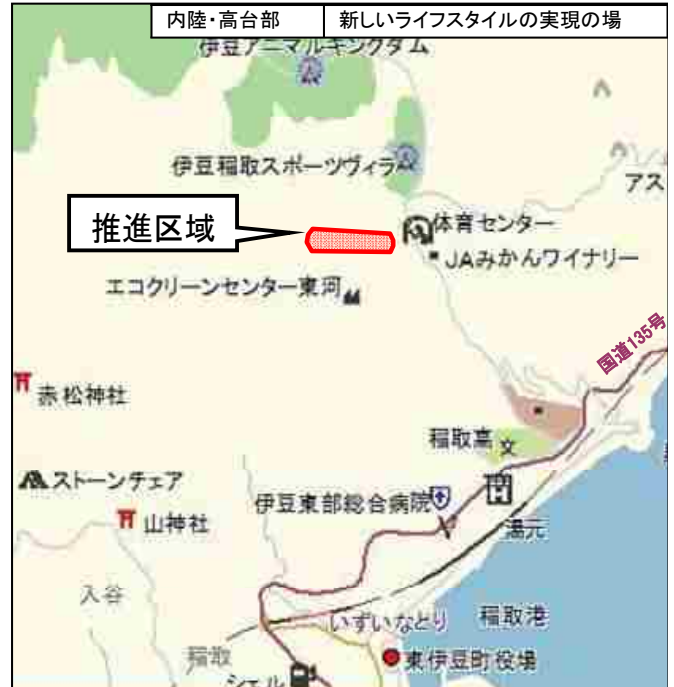 内陸・高台部 新しいライフスタイルの実現の場
伊豆アニマルキングダム
伊豆稲取スポーツヴィラ
アス
推進区域
体育センター
JAみかんワイナリー
エコクリーンセンター東河
国道135号
赤松神社
稲取高
ストーンチェア
伊豆東部総合病院
山神社
湯元
入谷
いずいなとり
稲取港
稲取
東伊豆町役場
シェル